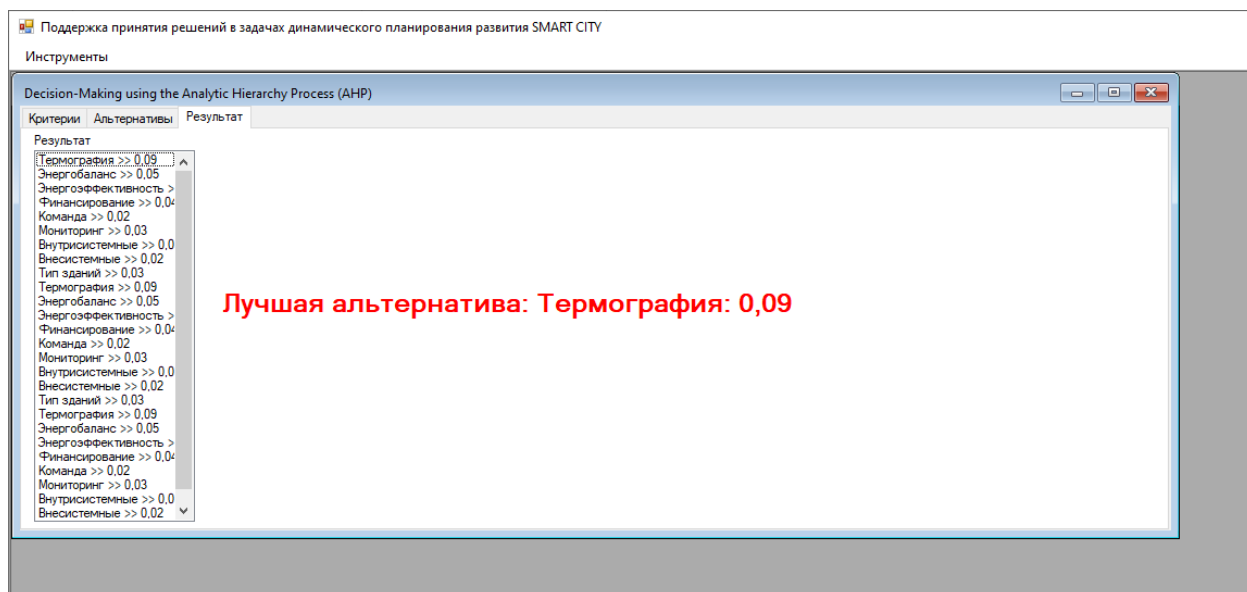 Поддержка принятия решений в задачах динамического планирования развития SMART CITY
Инструменты
Decision-Making using the Analytic Hierarchy Process (AHP)
Критерии Альтернативы Результат
Результат
Термография >> 0,09
Энергобаланс >> 0,05
Энергоэффективность >
Финансирование >> 0,04
Команда >> 0,02
Мониторинг >> 0,03
Внутрисистемные >> 0,0
Внесистемные >> 0,02
Тип зданий >> 0,03
Термография >> 0,09
Энергобаланс >> 0,05
Энергоэффективность >
Финансирование >> 0,04
Команда >> 0,02
Мониторинг >> 0,03
Внутрисистемные >> 0,0
Внесистемные >> 0,02
Тип зданий >> 0,03
Термография >> 0,09
Энергобаланс >> 0,05
Энергоэффективность >
Финансирование >> 0,04
Команда >> 0,02
Мониторинг >> 0,03
Внутрисистемные >> 0,0
Внесистемные >> 0,02
Лучшая альтернатива: Термография: 0,09